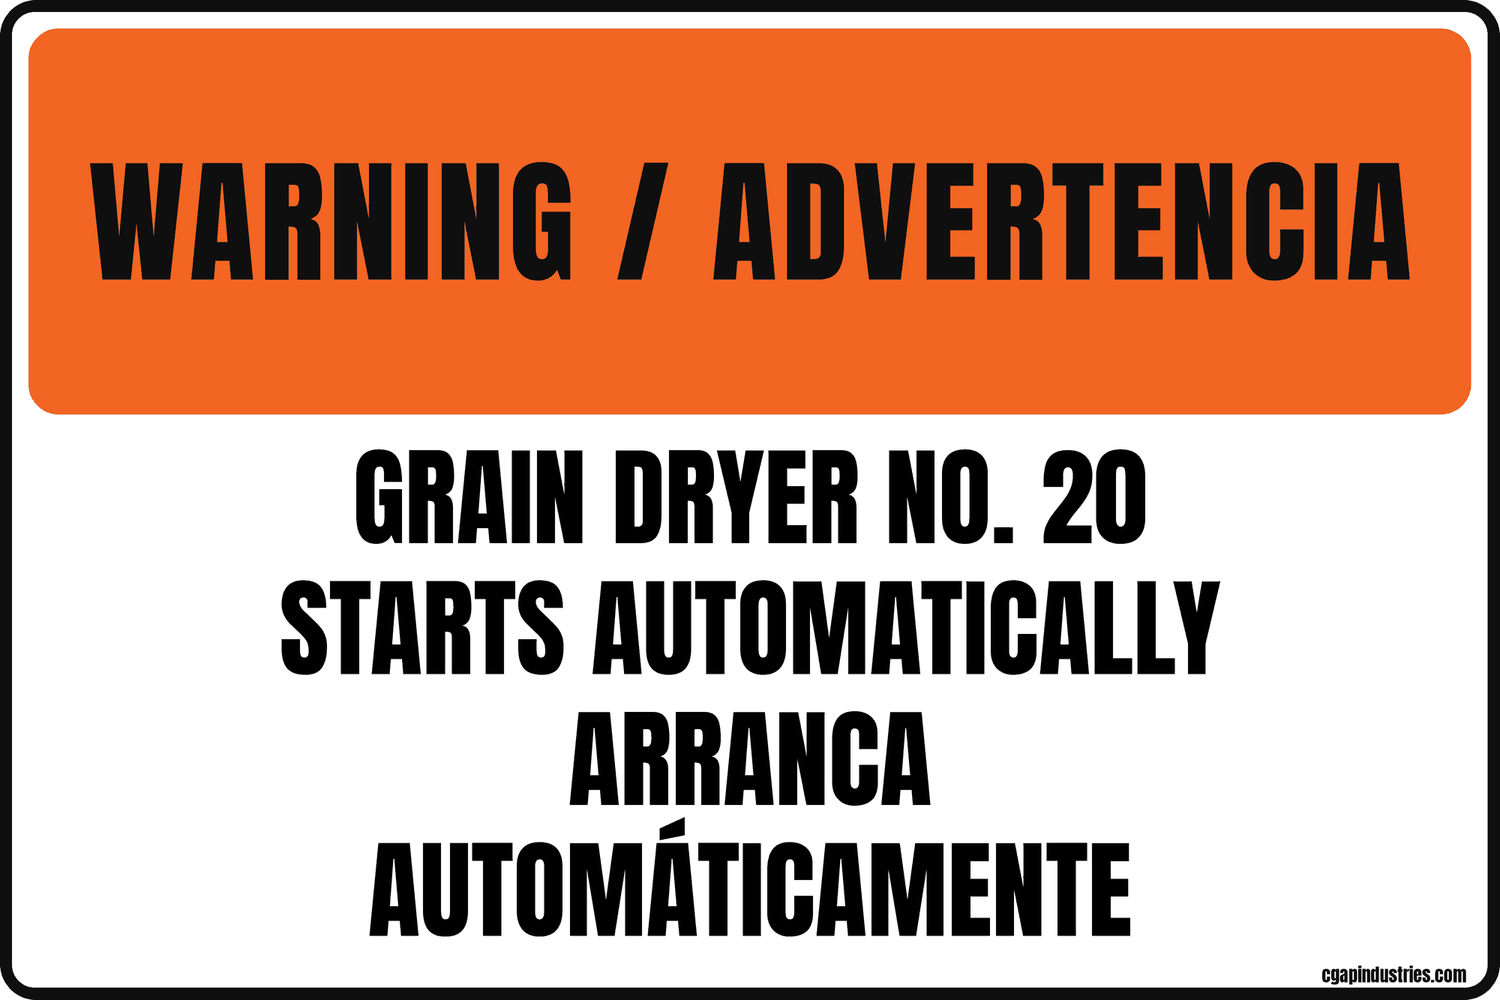 WARNING / ADVERTENCIA
GRAIN DRYER NO. 20
STARTS AUTOMATICALLY
ARRANCA
AUTOMÁTICAMENTE
cgapindustries.com